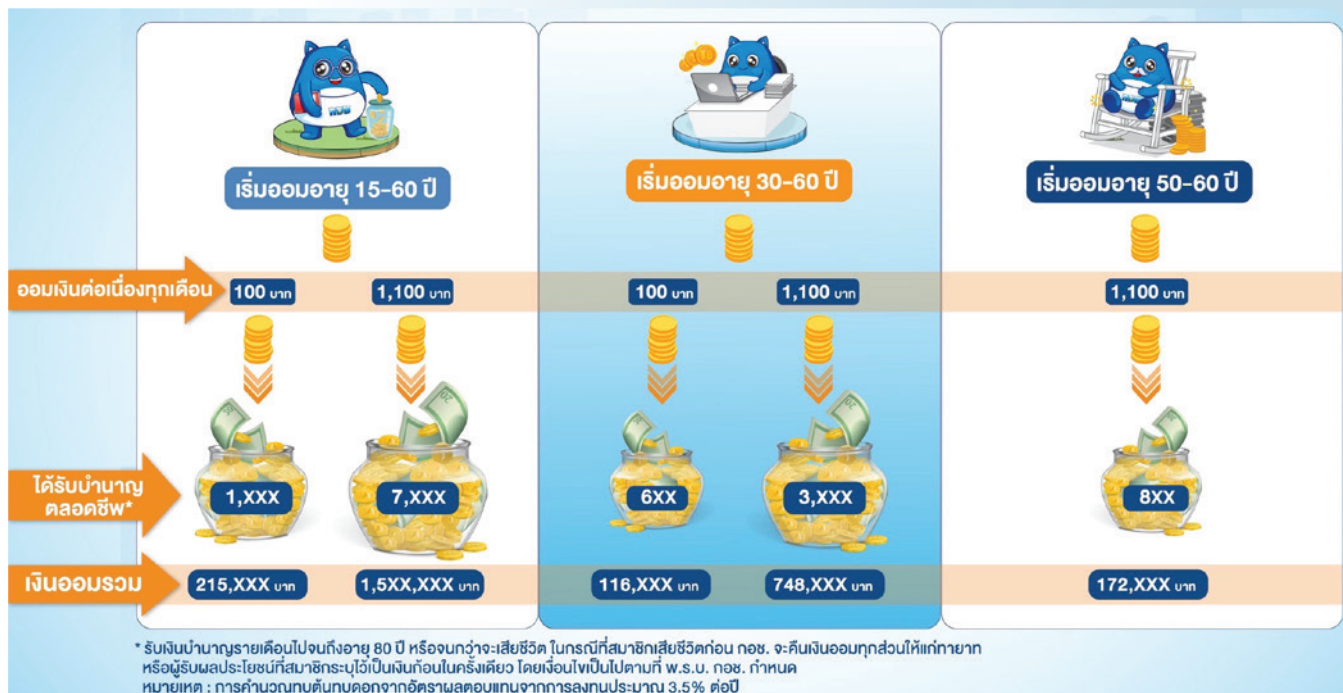 เริ่มออมอายุ 15-60 ปี
เริ่มออมอายุ 30-60 ปี
เริ่มออมอายุ 50-60 ปี
ออมเงินต่อเนื่องทุกเดือน
100 บาท
1,100 บาท
100 บาท
1,100 บาท
1,100 บาท
ได้รับบำนาญ
ตลอดชีพ*
1,XXX
7,XXX
6XX
3,XXX
8XX
เงินออมรวม
215,XXX บาท
1,5XX,XXX บาท
116,XXX บาท
748,XXX บาท
172,XXX บาท
* รับเงินบำนาญรายเดือนไปจนถึงอายุ 80 ปี หรือจนกว่าจะเสียชีวิต ในกรณีที่สมาชิกเสียชีวิตก่อน กอช. จะคืนเงินออมทุกส่วนให้แก่ทายาท
หรือผู้รับผลประโยชน์ที่สมาชิกระบุไว้เป็นเงินก้อนในครั้งเดียว โดยเงื่อนไขเป็นไปตามที่ พ.ร.บ. กอช. กำหนด
หมายเหตุ : การคำนวณทบต้นทบดอกจากอัตราผลตอบแทนจากการลงทุนประมาณ 3.5% ต่อปี